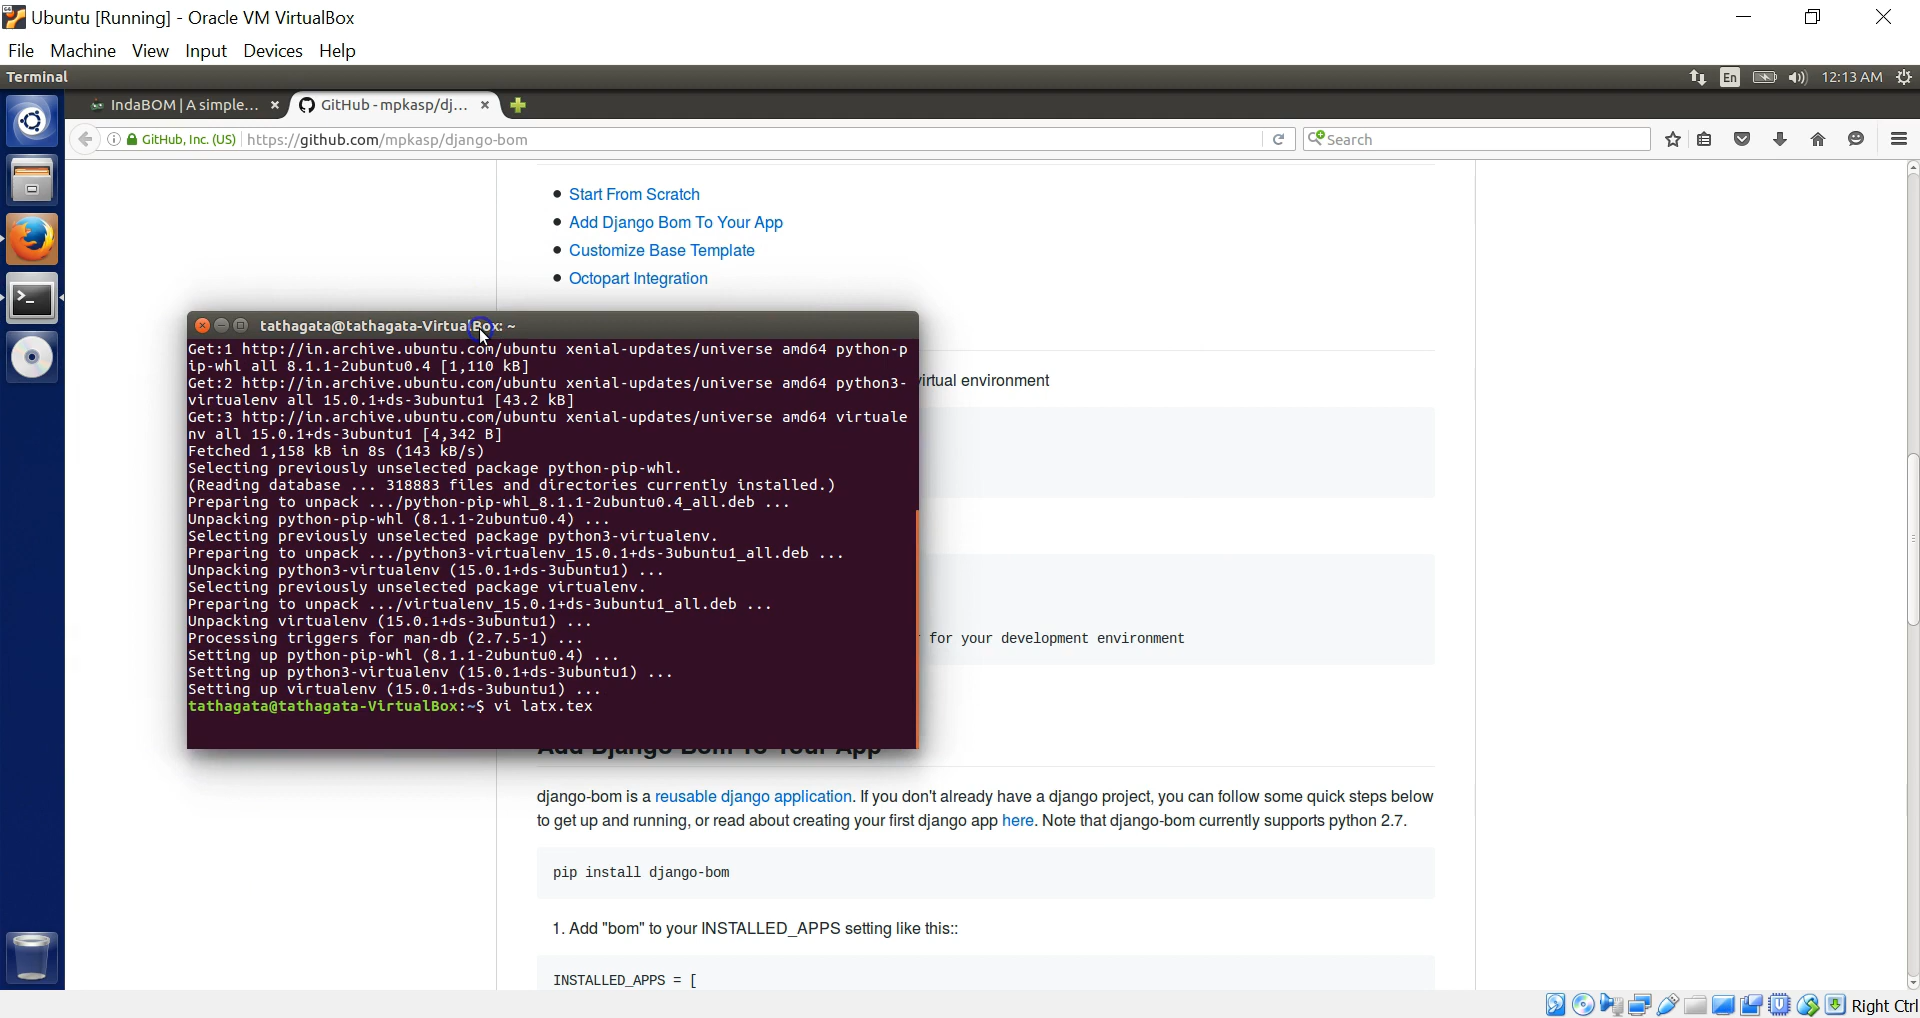 Ubuntu [Running] - Oracle VM VirtualBox
File Machine View Input Devices Help
Terminal
En
12:13 AM
IndaBOM | A simple...
GitHub - mpkasp/dj...
GitHub, Inc. (US)
https://github.com/mpkasp/django-bom
Search
Start From Scratch
Add Django Bom To Your App
Customize Base Template
Octopart Integration
tathagata@tathagata-VirtualBox: ~
Get:1 http://in.archive.ubuntu.com/ubuntu xenial-updates/universe amd64 python-p
ip-whl all 8.1.1-2ubuntu0.4 [1,110 kB]
Get:2 http://in.archive.ubuntu.com/ubuntu xenial-updates/universe amd64 python3-
virtualenv all 15.0.1+ds-3ubuntu1 [43.2 kB]
Get:3 http://in.archive.ubuntu.com/ubuntu xenial-updates/universe amd64 virtuale
nv all 15.0.1+ds-3ubuntu1 [4,342 B]
Fetched 1,158 kB in 8s (143 kB/s)
Selecting previously unselected package python-pip-whl.
(Reading database ... 318883 files and directories currently installed.)
Preparing to unpack .../python-pip-whl_8.1.1-2ubuntu0.4_all.deb ...
Unpacking python-pip-whl (8.1.1-2ubuntu0.4) ...
Selecting previously unselected package python3-virtualenv.
Preparing to unpack .../python3-virtualenv_15.0.1+ds-3ubuntu1_all.deb ...
Unpacking python3-virtualenv (15.0.1+ds-3ubuntu1) ...
Selecting previously unselected package virtualenv.
Preparing to unpack .../virtualenv_15.0.1+ds-3ubuntu1_all.deb ...
Unpacking virtualenv (15.0.1+ds-3ubuntu1) ...
Processing triggers for man-db (2.7.5-1) ...
Setting up python-pip-whl (8.1.1-2ubuntu0.4) ...
Setting up python3-virtualenv (15.0.1+ds-3ubuntu1) ...
Setting up virtualenv (15.0.1+ds-3ubuntu1) ...
tathagata@tathagata-VirtualBox:~$ vi latx.tex
irtual environment
for your development environment
Add Django Bom To Your App
django-bom is a reusable django application. If you don't already have a django project, you can follow some quick steps below
to get up and running, or read about creating your first django app here. Note that django-bom currently supports python 2.7.
pip install django-bom
1. Add "bom" to your INSTALLED_APPS setting like this::
INSTALLED_APPS = [
Right Ctrl